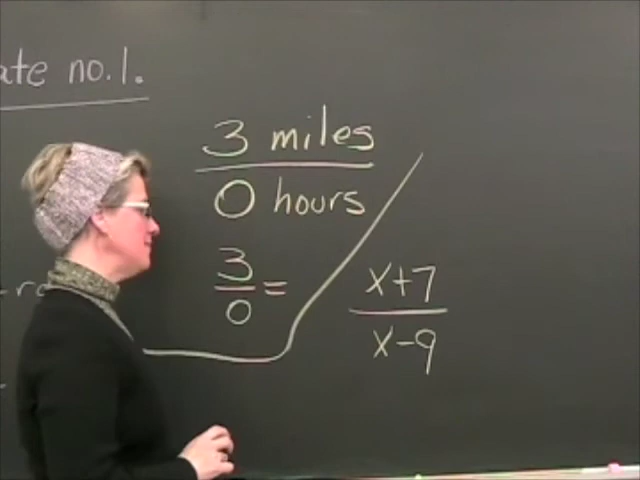 ate no.1.
3 miles
0 hours
3
0 =
x+7
x-9